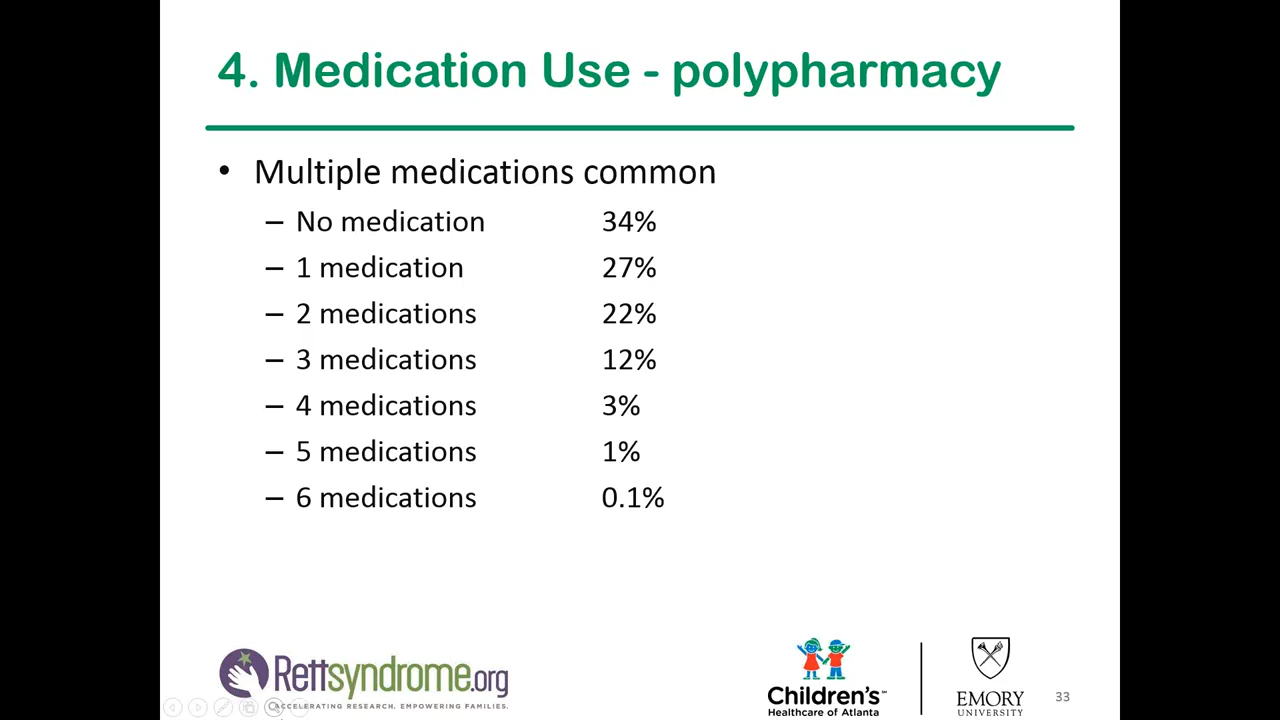 4. Medication Use - polypharmacy
• Multiple medications common
– No medication 34%
– 1 medication 27%
– 2 medications 22%
– 3 medications 12%
– 4 medications 3%
– 5 medications 1%
– 6 medications 0.1%
Rettsyndrome.org
ACCELERATING RESEARCH. EMPOWERING FAMILIES.
Children's™
Healthcare of Atlanta
EMORY
UNIVERSITY
33